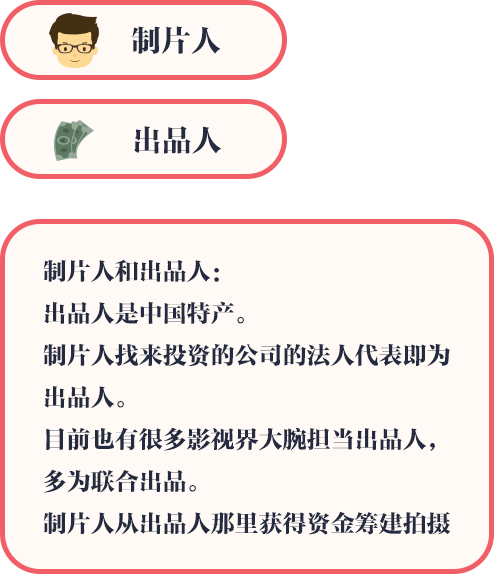 制片人
出品人
制片人和出品人：
出品人是中国特产。
制片人找来投资的公司的法人代表即为
出品人。
目前也有很多影视界大腕担当出品人，
多为联合出品。
制片人从出品人那里获得资金筹建拍摄